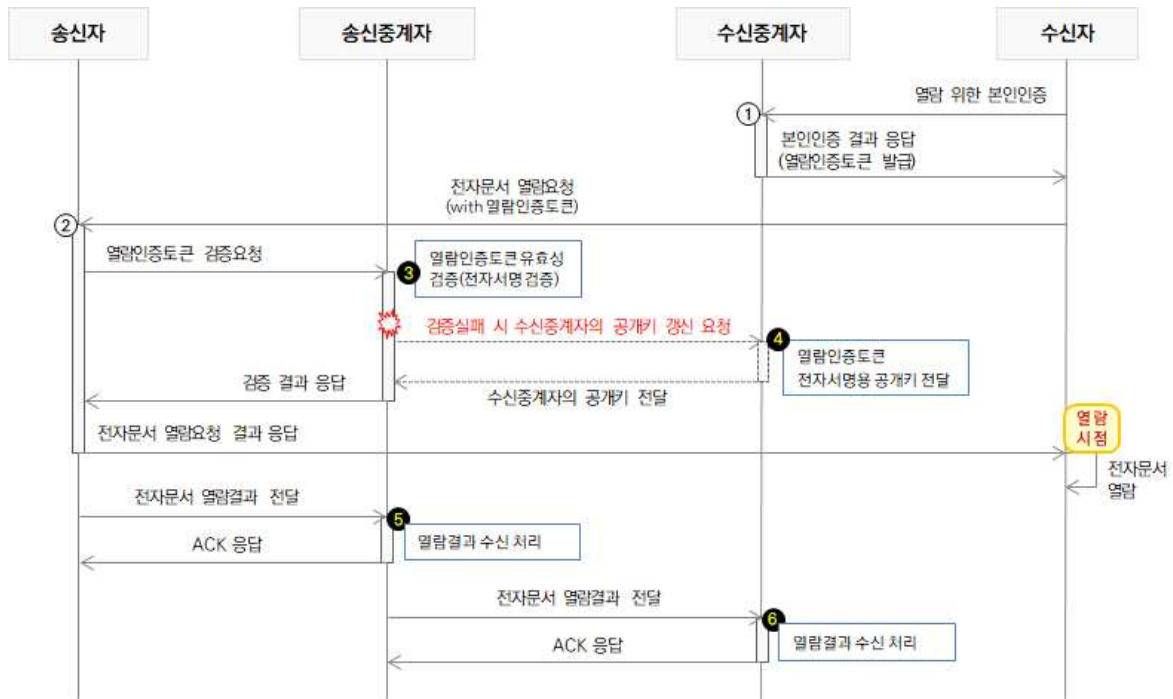 송신자
송신중계자
수신중계자
수신자
열람 위한 본인인증
①
본인인증 결과 응답
(열람인증토큰 발급)
전자문서 열람요청
(with 열람인증토큰)
②
열람인증토큰 검증요청
❸
열람인증토큰 유효성
검증(전자서명 검증)
검증실패 시 수신중계자의 공개키 갱신 요청
❹
열람인증토큰
전자서명용 공개키 전달
검증 결과 응답
수신중계자의 공개키 전달
열람
시점
전자문서 열람요청 결과 응답
전자문서
열람
전자문서 열람결과 전달
❺
열람결과 수신 처리
ACK 응답
전자문서 열람결과 전달
❻
열람결과 수신 처리
ACK 응답